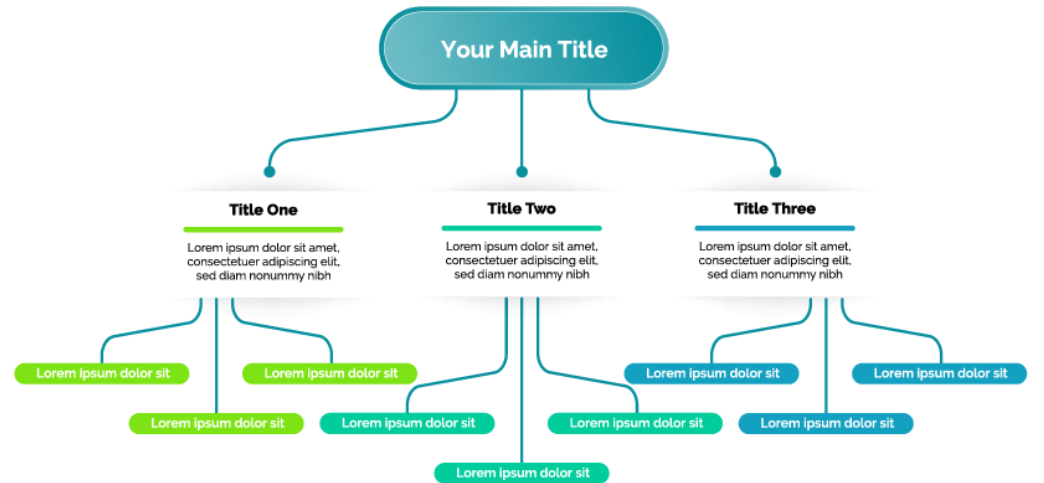 Your Main Title
Title One
Lorem ipsum dolor sit amet,
consectetuer adipiscing elit,
sed diam nonummy nibh
Title Two
Lorem ipsum dolor sit amet,
consectetuer adipiscing elit,
sed diam nonummy nibh
Title Three
Lorem ipsum dolor sit amet,
consectetuer adipiscing elit,
sed diam nonummy nibh
Lorem ipsum dolor sit
Lorem ipsum dolor sit
Lorem ipsum dolor sit
Lorem ipsum dolor sit
Lorem ipsum dolor sit
Lorem ipsum dolor sit
Lorem ipsum dolor sit
Lorem ipsum dolor sit
Lorem ipsum dolor sit